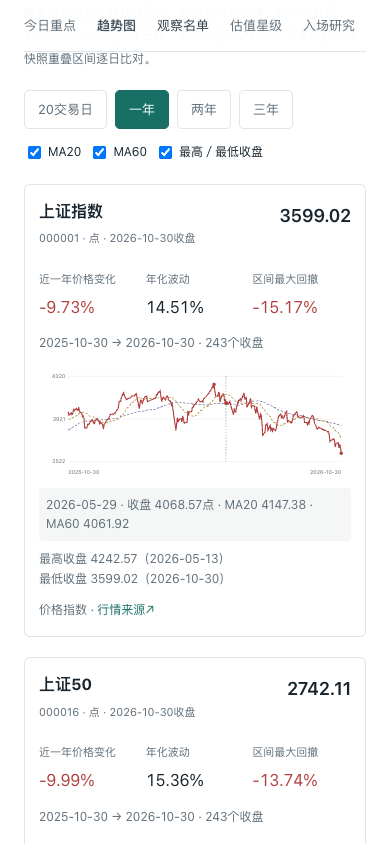 今日重点 趋势图 观察名单 估值星级 入场研究
快照重叠区间逐日比对。
20交易日 一年 两年 三年
MA20 MA60 最高 / 最低收盘
上证指数 3599.02
000001 · 点 · 2026-10-30收盘
近一年价格变化 年化波动 区间最大回撤
-9.73% 14.51% -15.17%
2025-10-30 → 2026-10-30 · 243个收盘
3921
3522
2025-10-30 2026-10-30
2026-05-29 · 收盘 4068.57点 · MA20 4147.38 ·
MA60 4061.92
最高收盘 4242.57（2026-05-13）
最低收盘 3599.02（2026-10-30）
价格指数 · 行情来源↗
上证50 2742.11
000016 · 点 · 2026-10-30收盘
近一年价格变化 年化波动 区间最大回撤
-9.99% 15.36% -13.74%
2025-10-30 → 2026-10-30 · 243个收盘